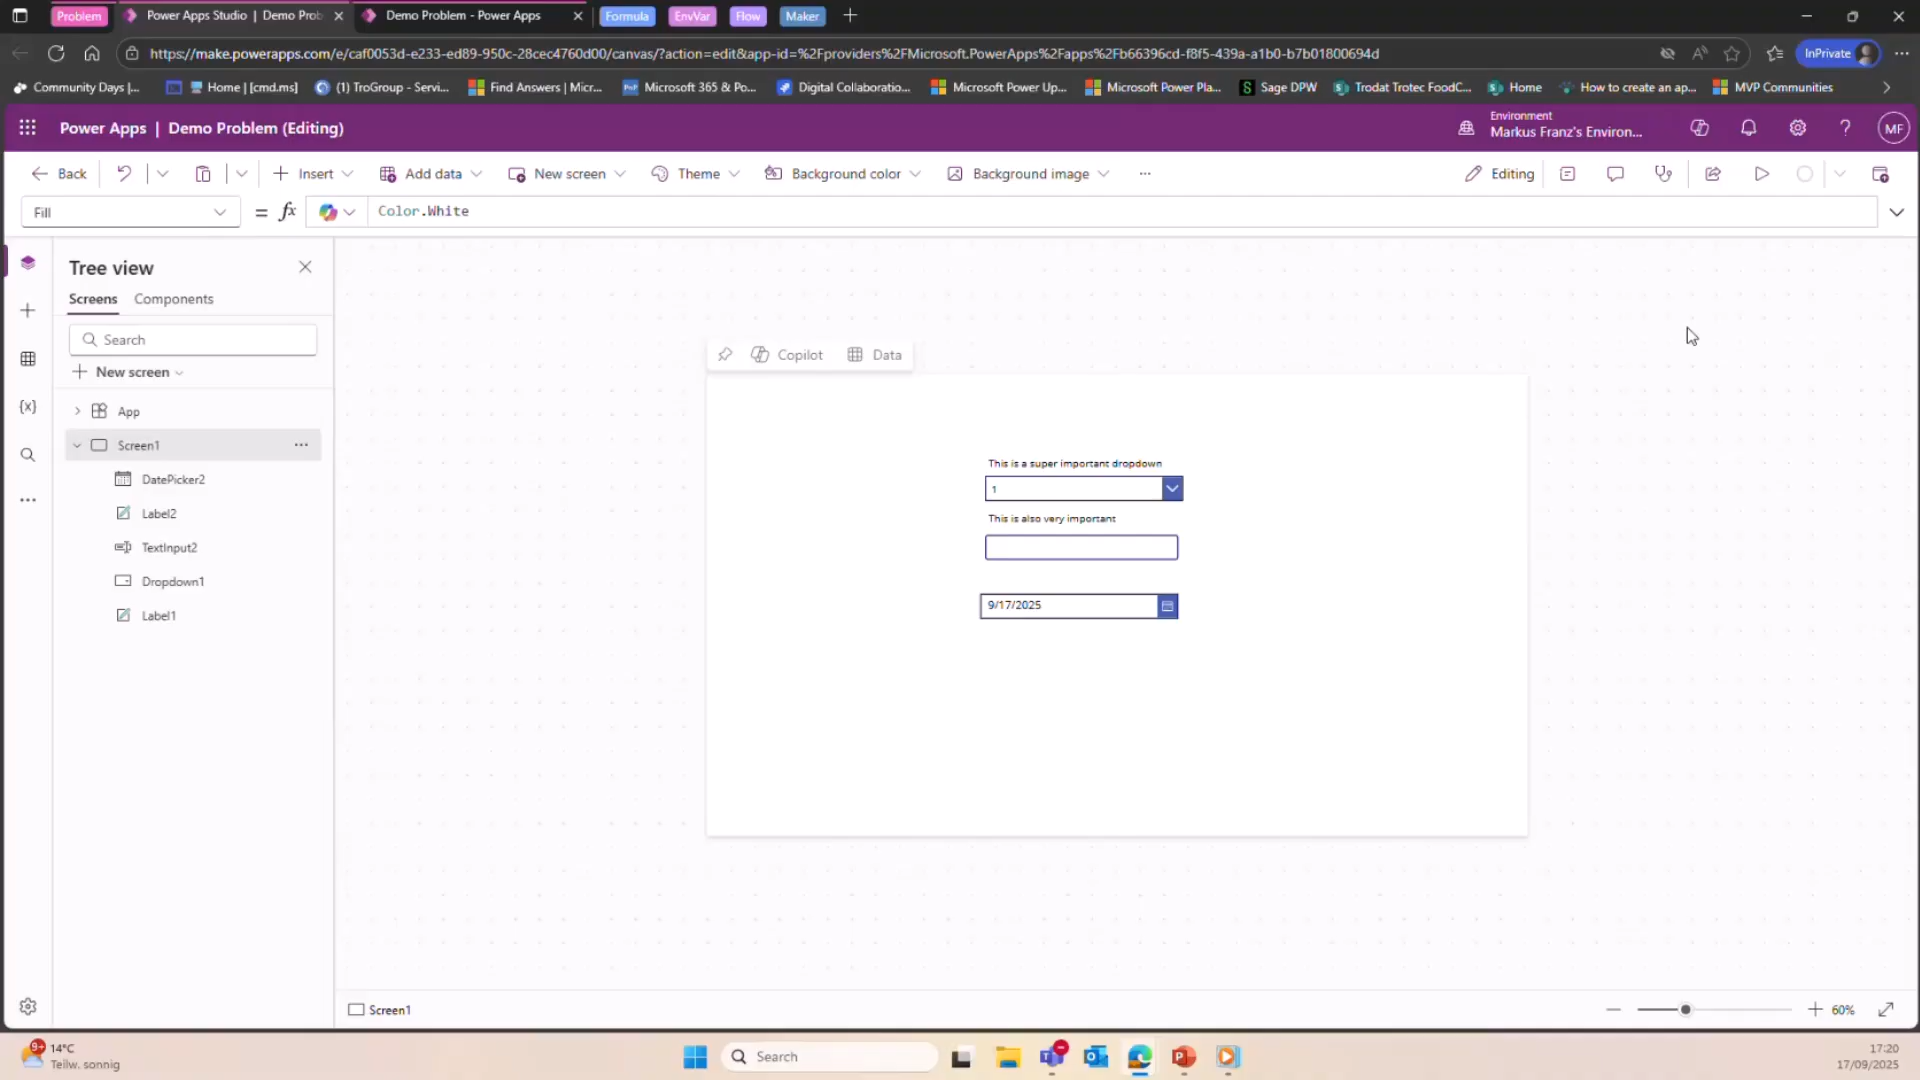 Problem
Power Apps Studio | Demo Prob
Demo Problem - Power Apps
Formula
EnvVar
Flow
Maker
https://make.powerapps.com/e/caf0053d-e233-ed89-950c-28cec4760d00/canvas/?action=edit&app-id=%2Fproviders%2FMicrosoft.PowerApps%2Fapps%2Fb66396cd-f8f5-439a-a1b0-b7b01800694d
InPrivate
Community Days |...
Home | [cmd.ms]
(1) TroGroup - Servi...
Find Answers | Micr...
Microsoft 365 & Po...
Digital Collaboratio...
Microsoft Power Up...
Microsoft Power Pla...
Sage DPW
Trodat Trotec FoodC...
Home
How to create an ap...
MVP Communities
Power Apps | Demo Problem (Editing)
Environment
Markus Franz's Environ...
MF
Back
Insert
Add data
New screen
Theme
Background color
Background image
...
Editing
Fill
= fx
Color.White
Tree view
Screens
Components
Search
New screen
App
Screen1
DatePicker2
Label2
TextInput2
Dropdown1
Label1
Copilot
Data
This is a super important dropdown
1
This is also very important
9/17/2025
Screen1
60%
9+
14°C
Teilw. sonnig
Search
17:20
17/09/2025